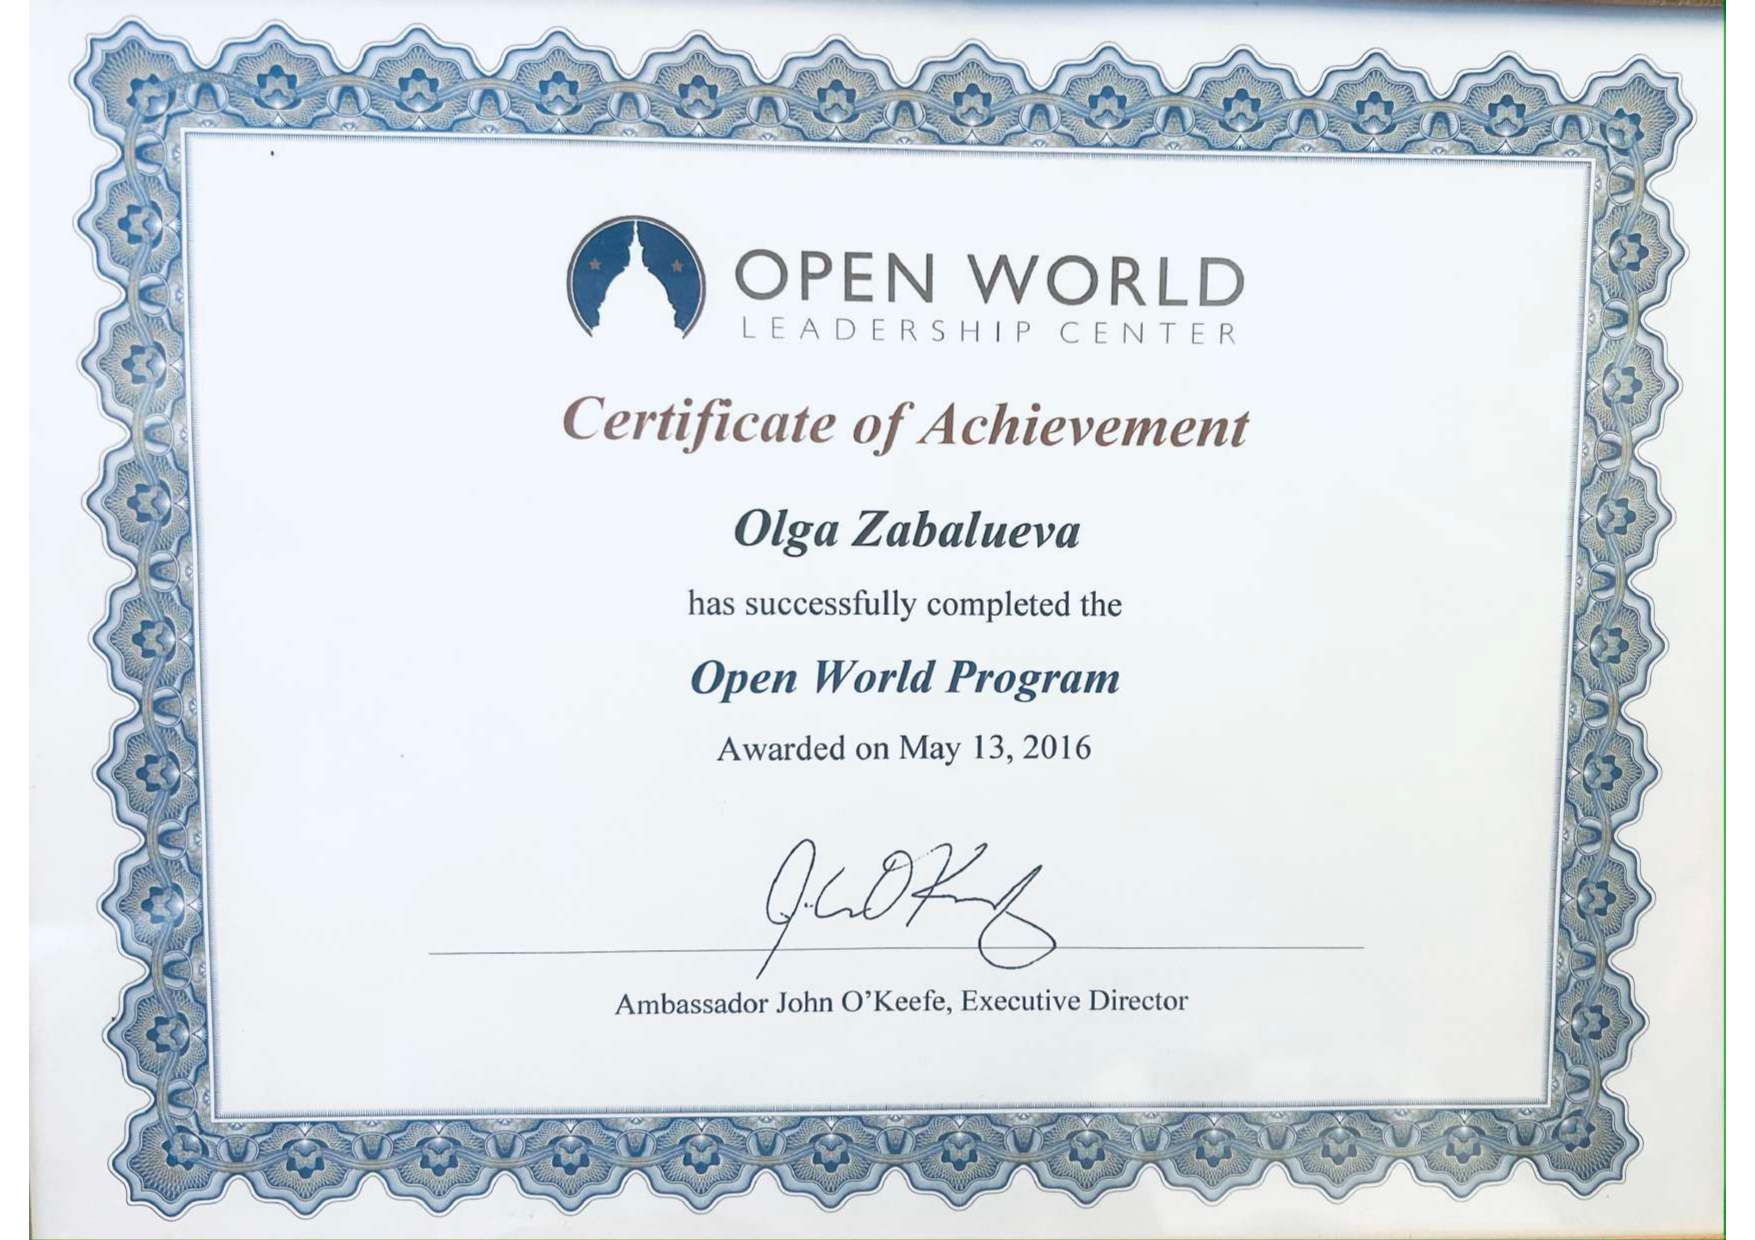 OPEN WORLD
LEADERSHIP CENTER
Certificate of Achievement
Olga Zabalueva
has successfully completed the
Open World Program
Awarded on May 13, 2016
Ambassador John O’Keefe, Executive Director